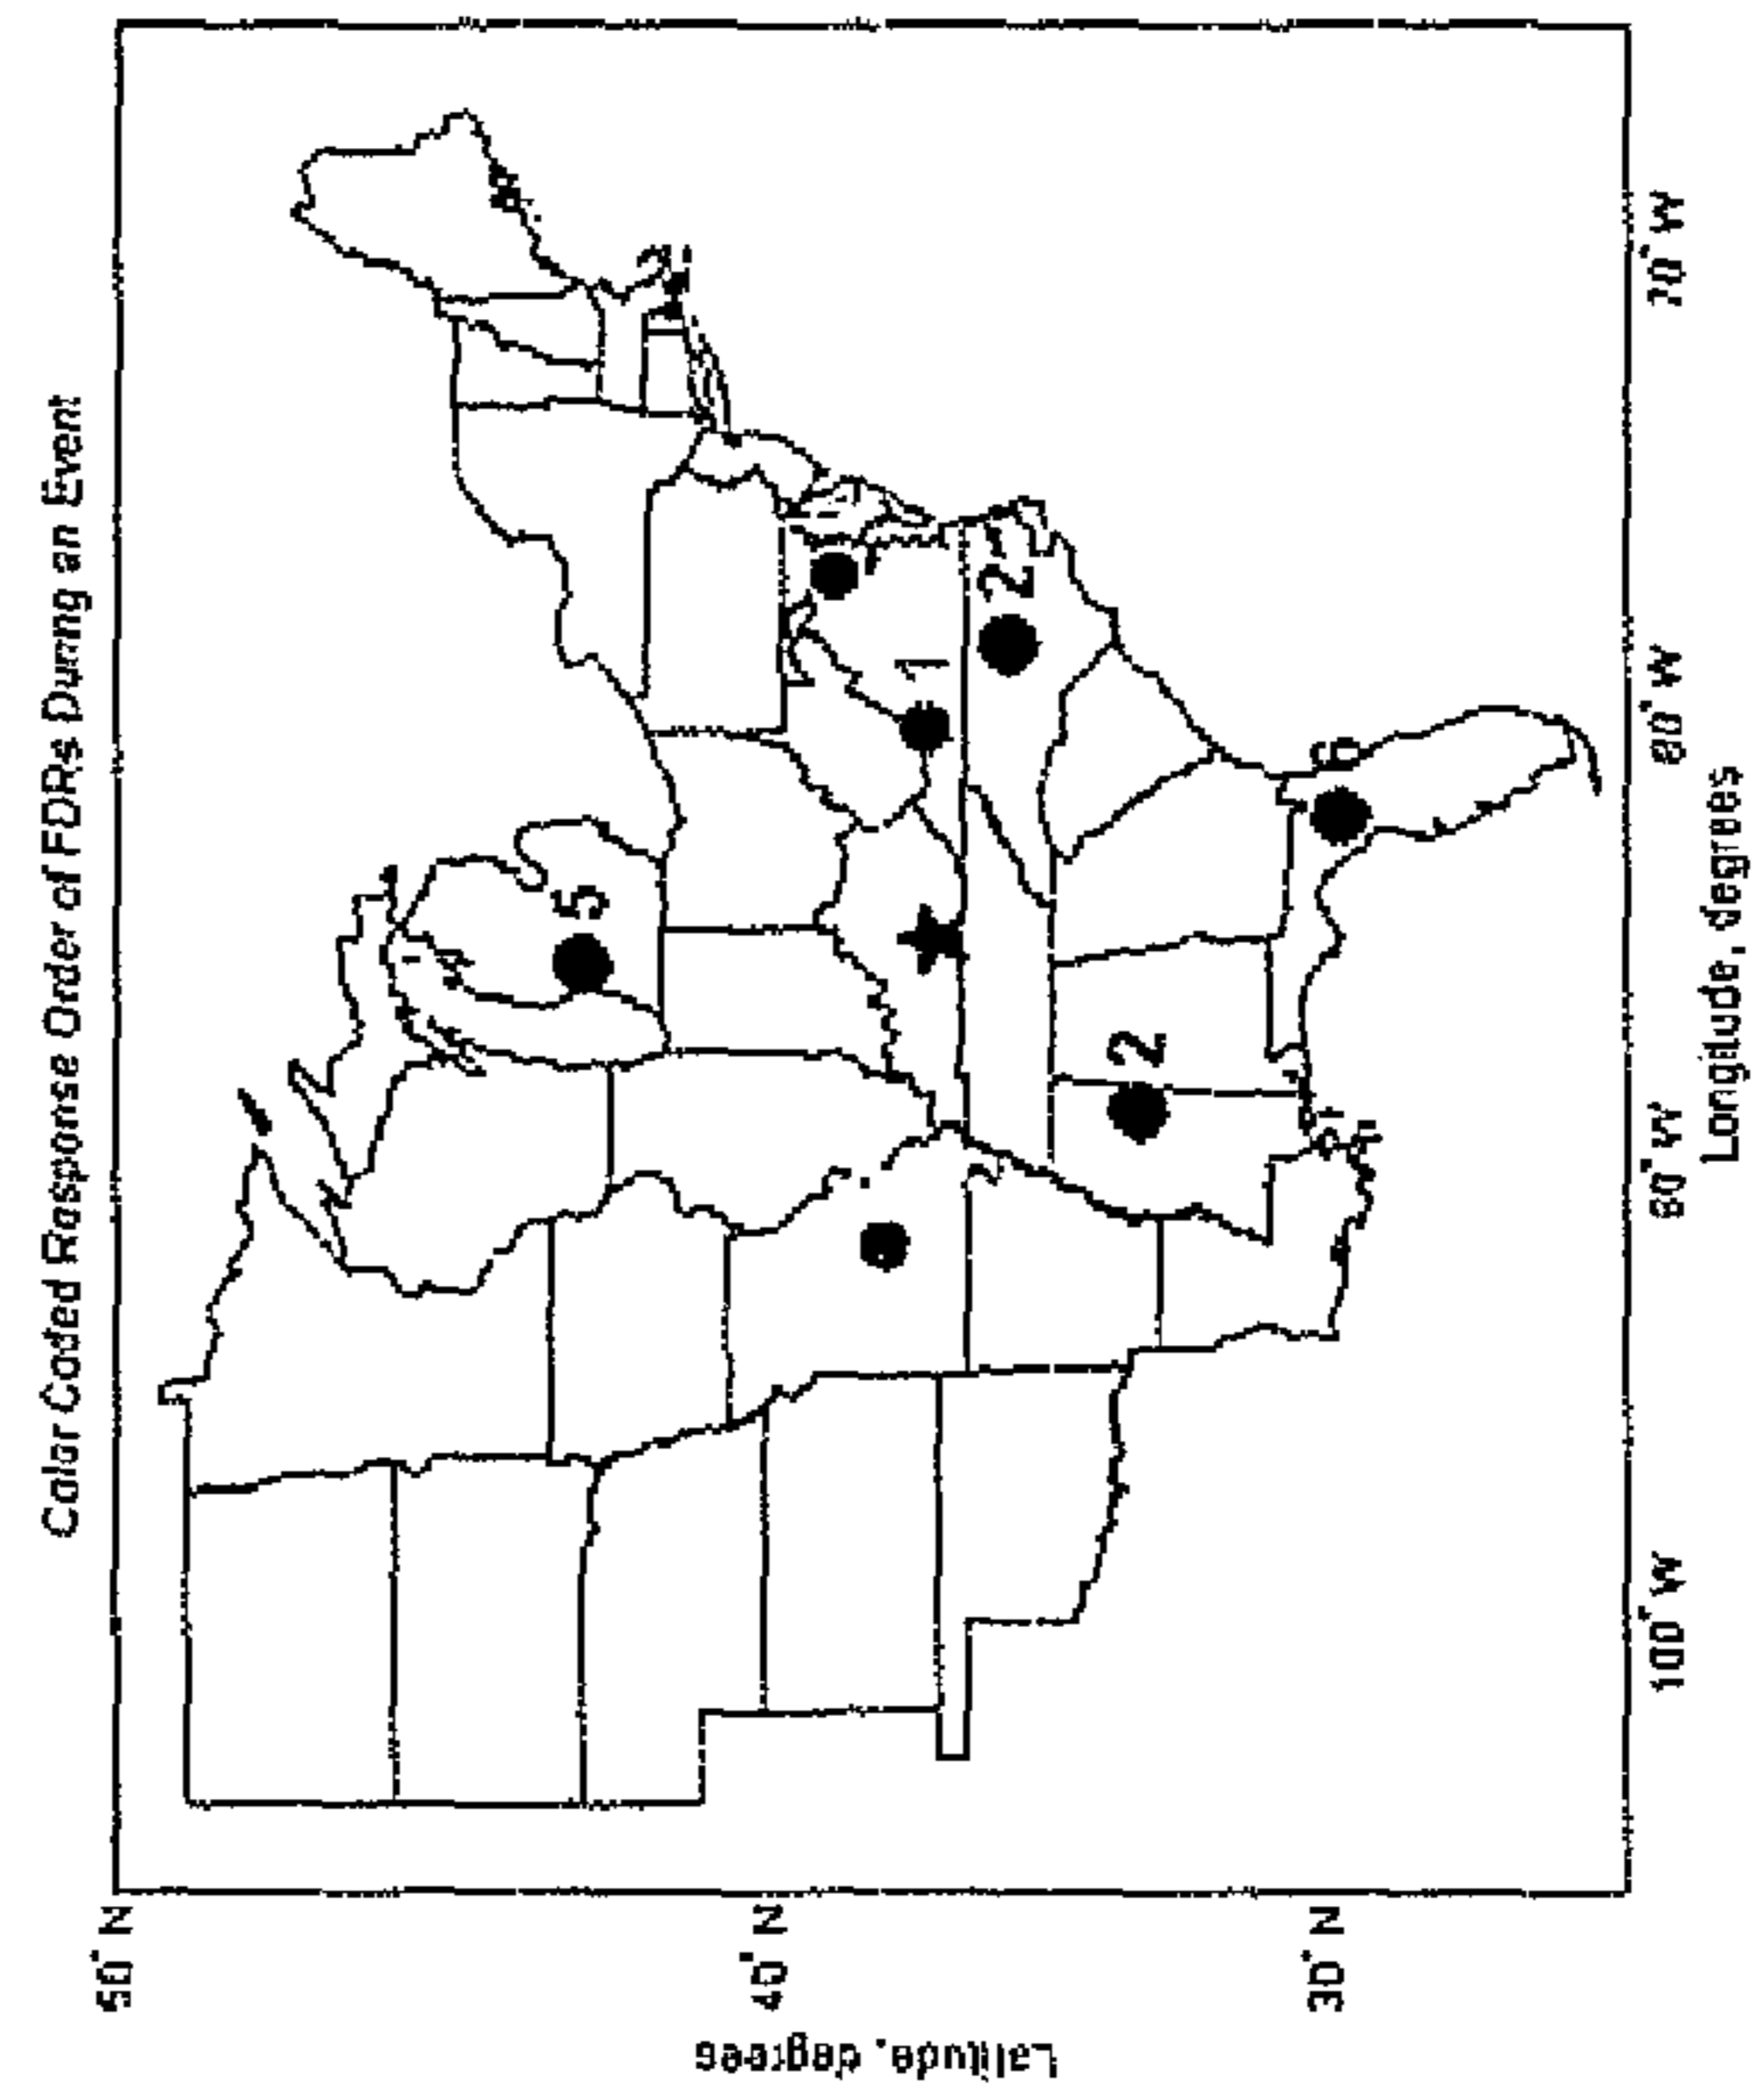 Color Coded Response Order of FDRs During an Event
50° N
40° N
30° N
Latitude, degrees
100° W
90° W
80° W
70° W
Longitude, degrees
5
1
2
2
6